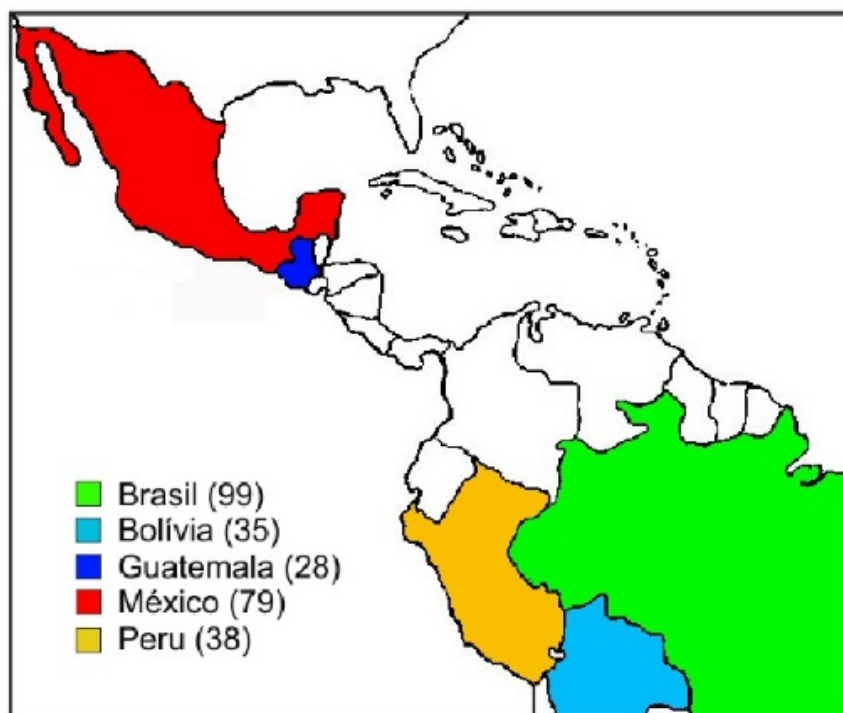 Brasil (99)
Bolívia (35)
Guatemala (28)
México (79)
Peru (38)